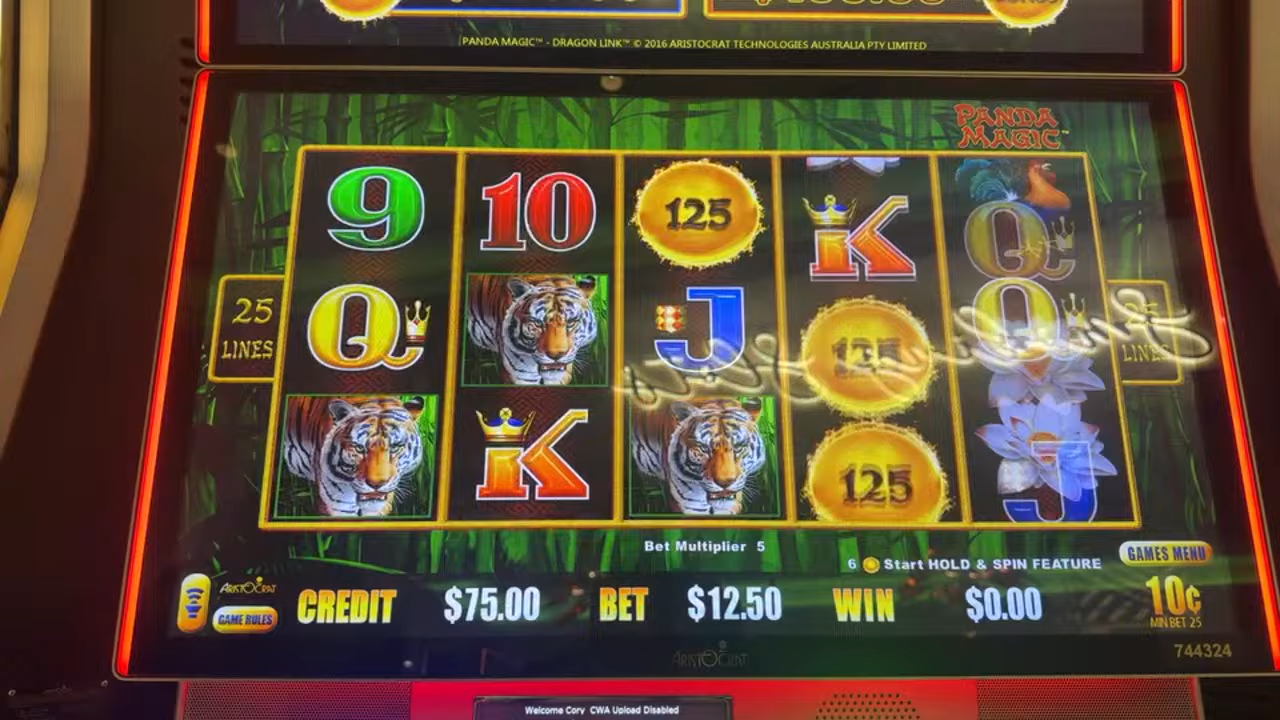 PANDA MAGIC™ - DRAGON LINK™ © 2016 ARISTOCRAT TECHNOLOGIES AUSTRALIA PTY LIMITED
PANDA
MAGIC™
9 10 125 K Q
25
LINES
Q J 125 Q
LINES
K 125 J
Bet Multiplier 5
6 Start HOLD & SPIN FEATURE
GAMES MENU
ARISTOCRAT
GAME RULES
CREDIT $75.00 BET $12.50 WIN $0.00
10¢
MIN BET 25
744324
ARISTOCRAT
Welcome Cory CWA Upload Disabled